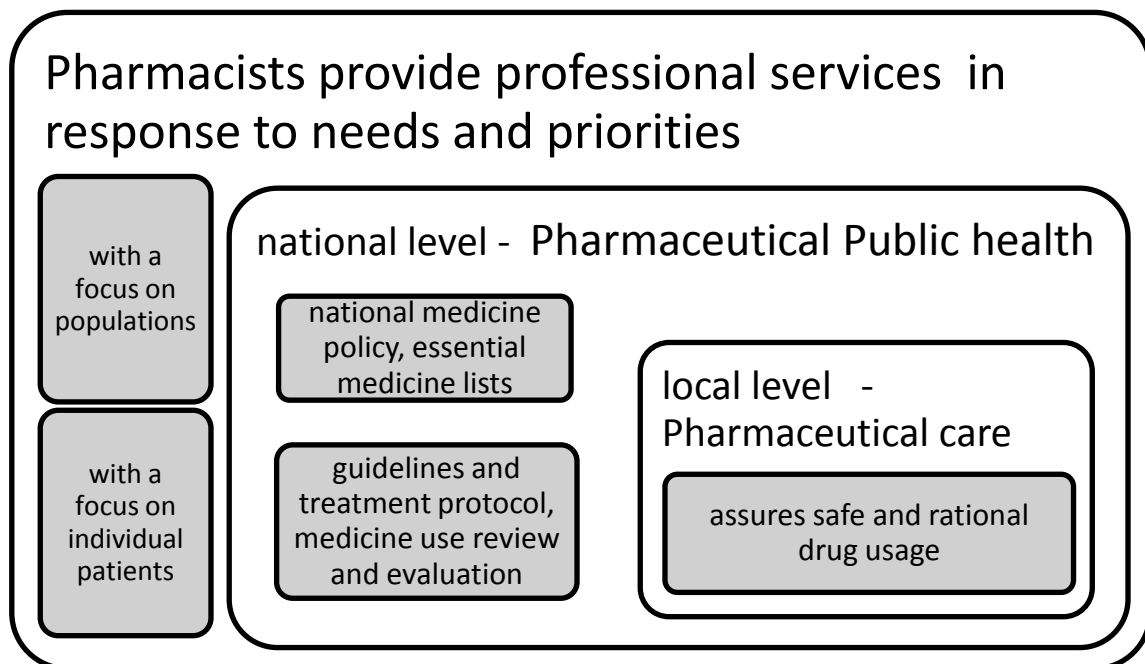 Pharmacists provide professional services in
response to needs and priorities
with a
focus on
populations
with a
focus on
individual
patients
national level - Pharmaceutical Public health
national medicine
policy, essential
medicine lists
guidelines and
treatment protocol,
medicine use review
and evaluation
local level -
Pharmaceutical care
assures safe and rational
drug usage